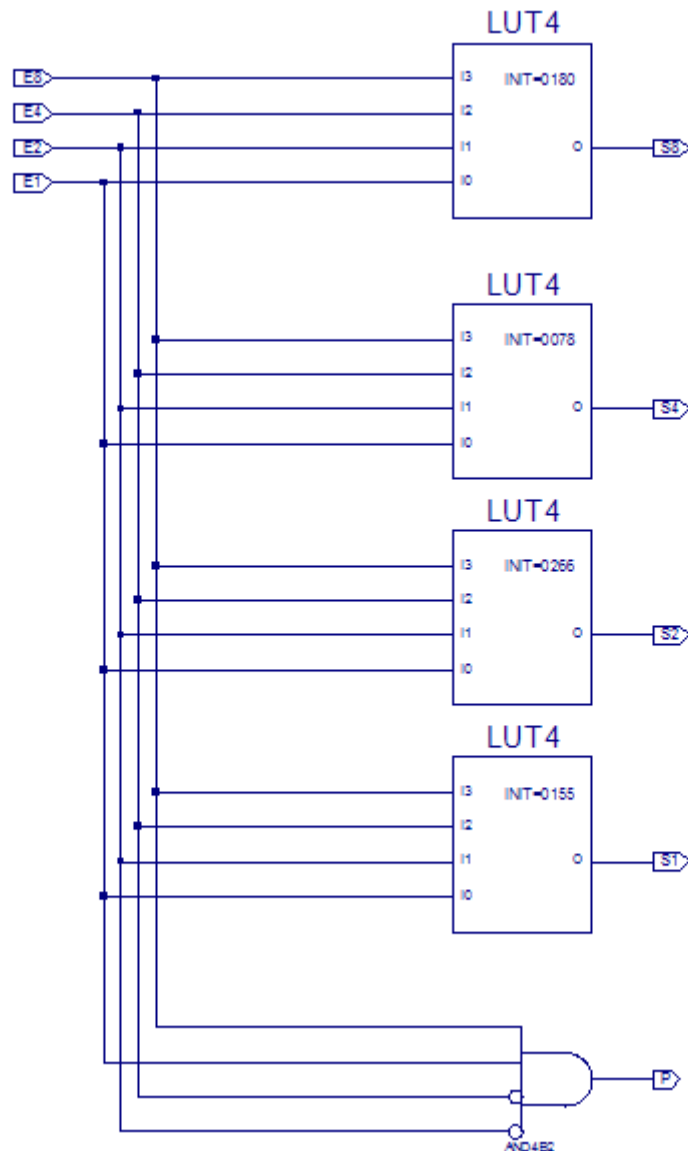 LUT4
E8
I3
INIT=0180
E4
I2
E2
I1
O
S8
E1
I0
LUT4
I3
INIT=0078
I2
I1
O
S4
I0
LUT4
I3
INIT=0266
I2
I1
O
S2
I0
LUT4
I3
INIT=0155
I2
I1
O
S1
I0
P
AND4B2